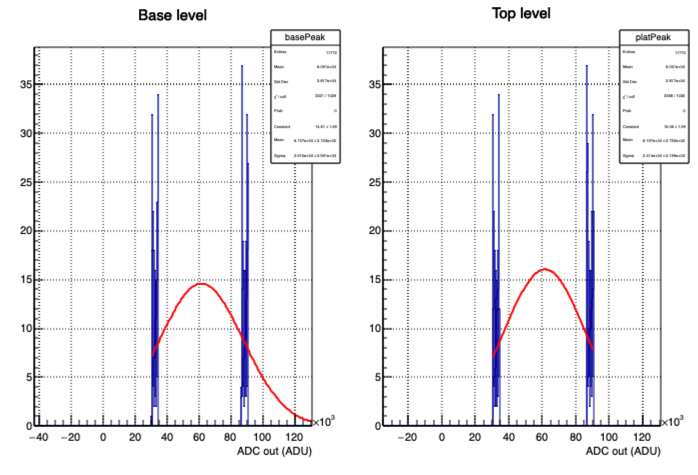 Base level
Top level
basePeak
Entries
Mean
Std Dev
Prob 0
Constant
Mean
Sigma
35
30
25
20
15
10
5
0
−40 −20 0 20 40 60 80 100 120
×10³
ADC out (ADU)
platPeak
Entries
Mean
Std Dev
Prob 0
Constant
Mean
Sigma
35
30
25
20
15
10
5
0
−20 0 20 40 60 80 100 120
×10³
ADC out (ADU)